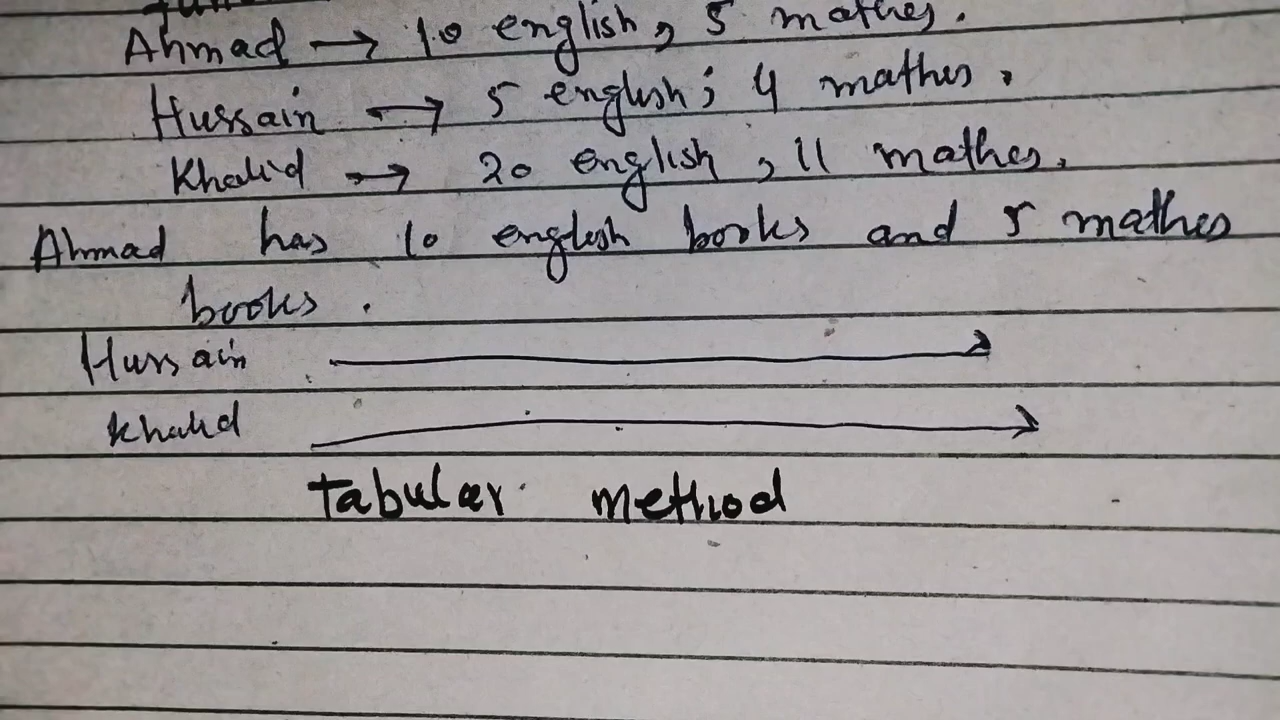 Ahmad → 10 english, 5 mathes.
Hussain → 5 english; 4 mathes.
Khalid → 20 english, 11 mathes.
Ahmad has 10 english books and 5 mathes
books.
Hussain →
Khalid →
tabular method